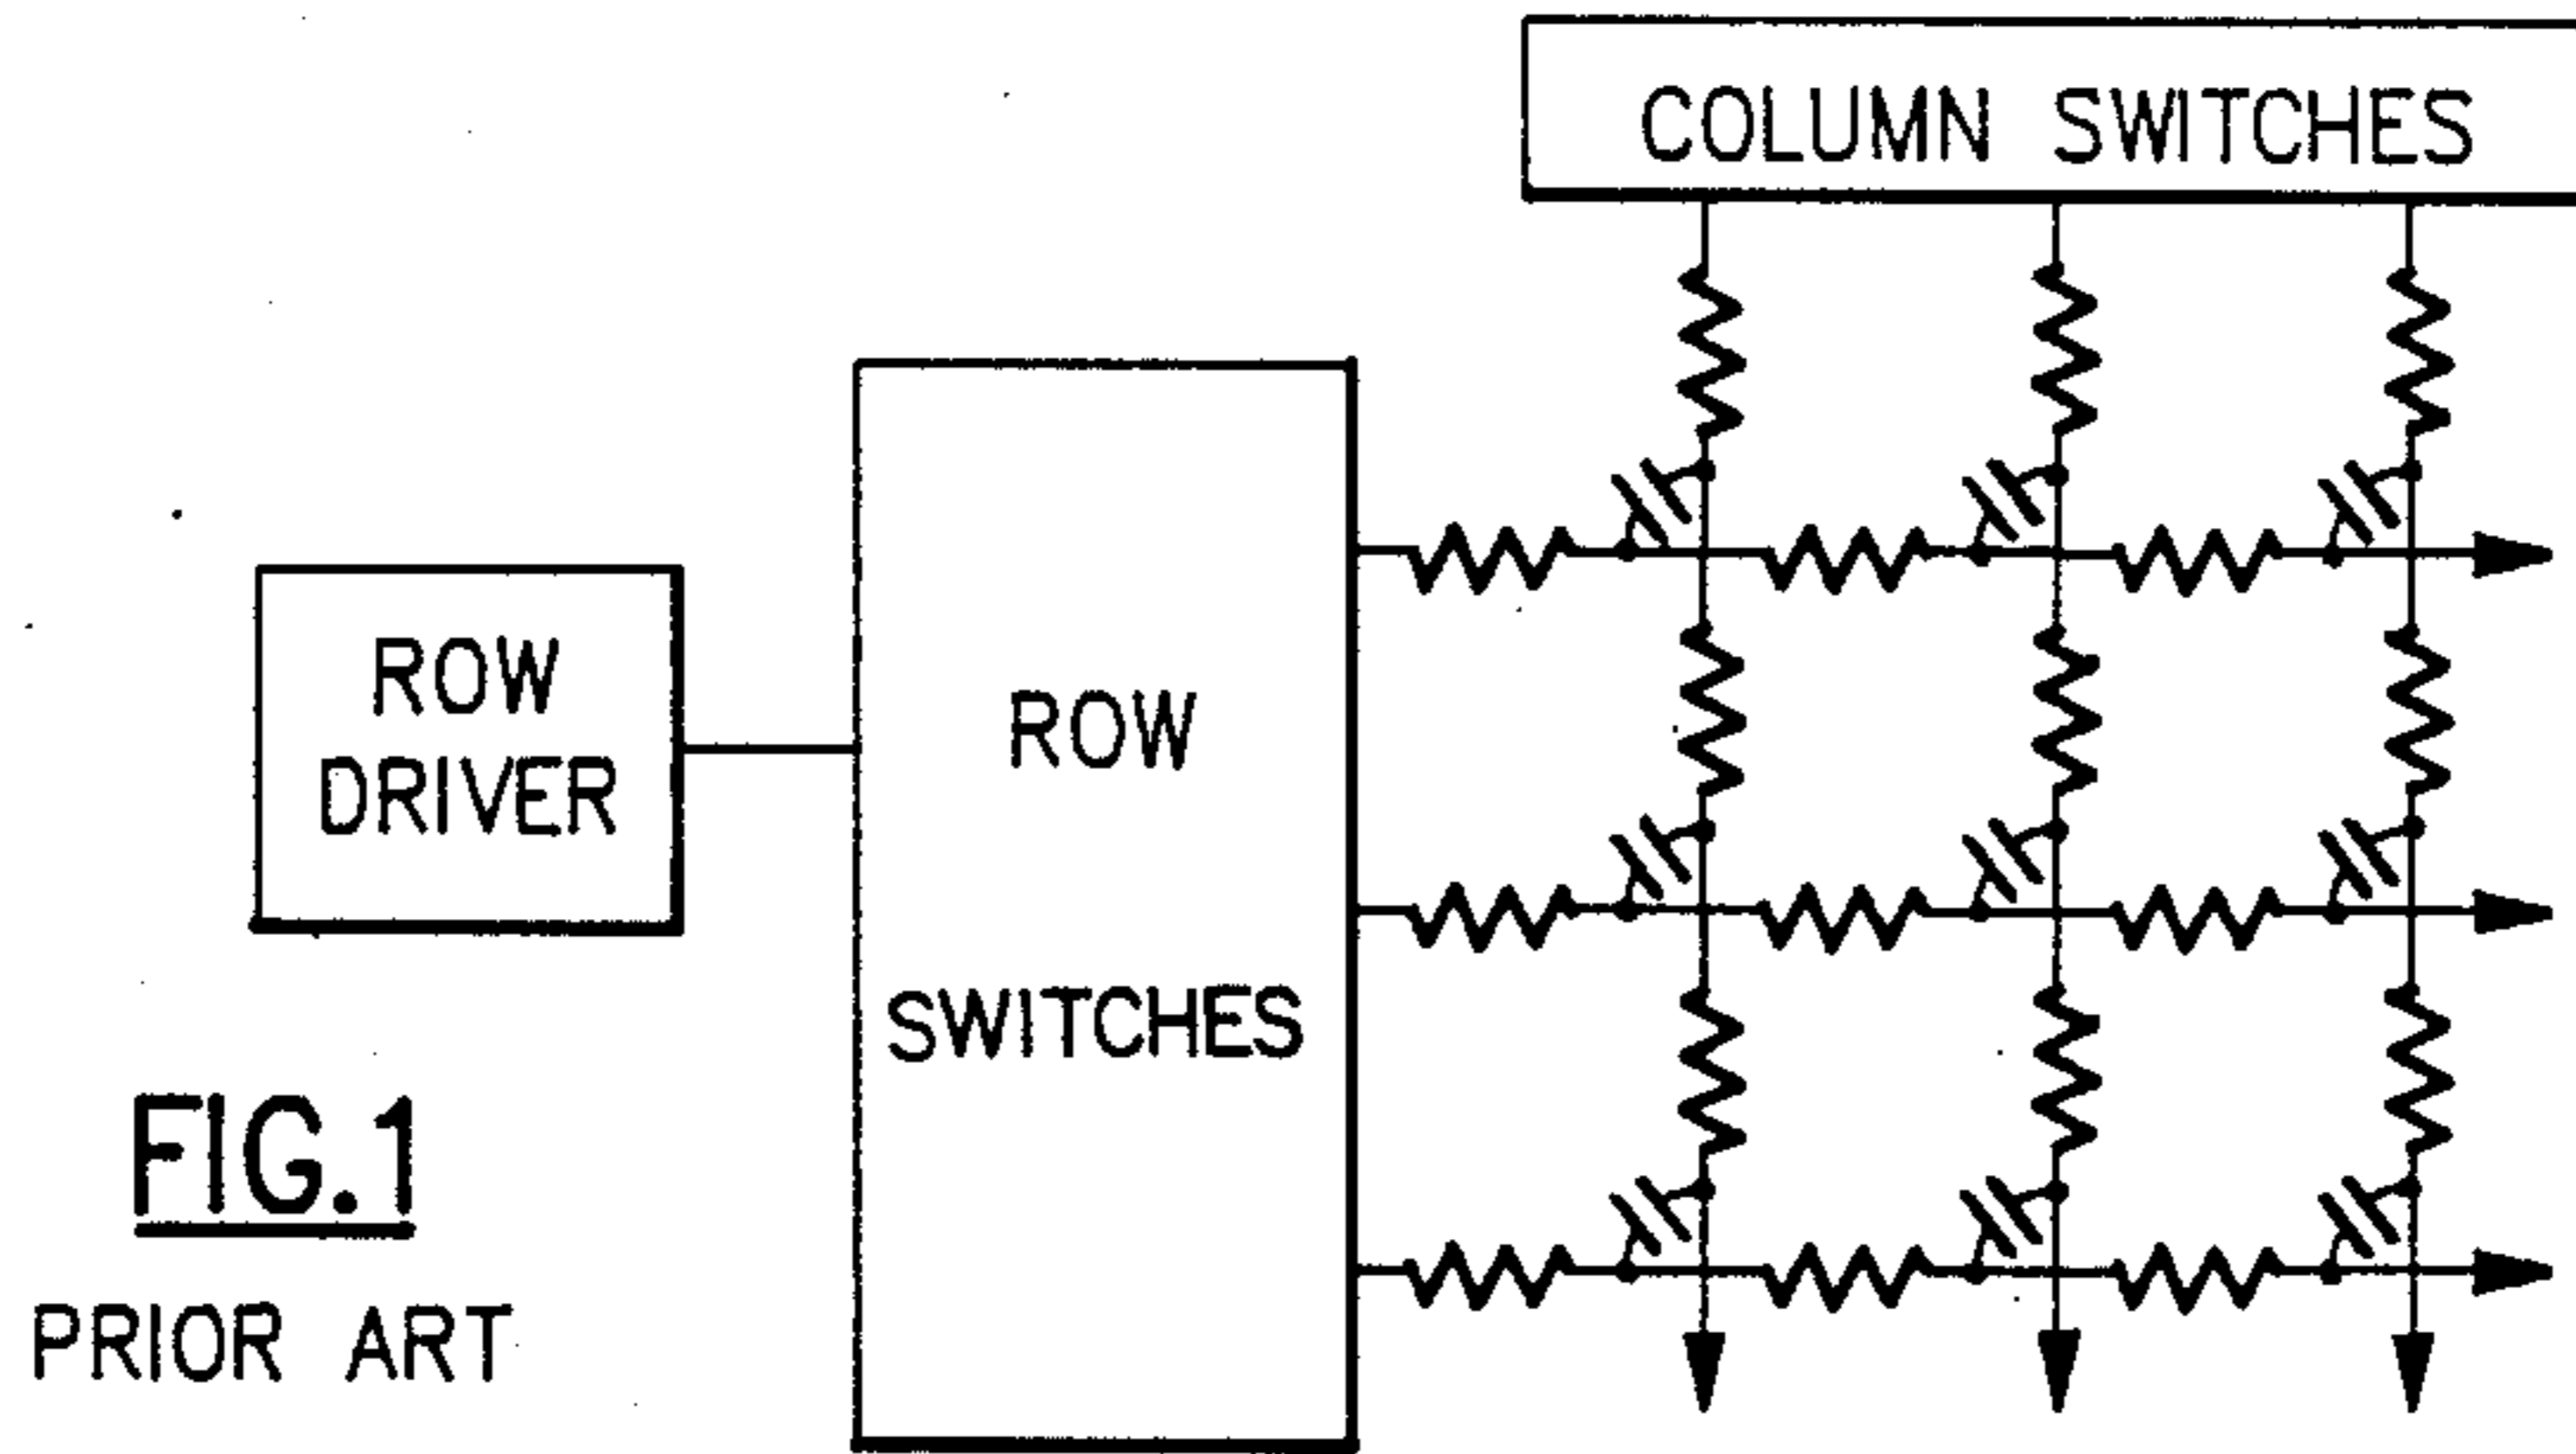 COLUMN SWITCHES
ROW
DRIVER
ROW
SWITCHES
FIG.1
PRIOR ART